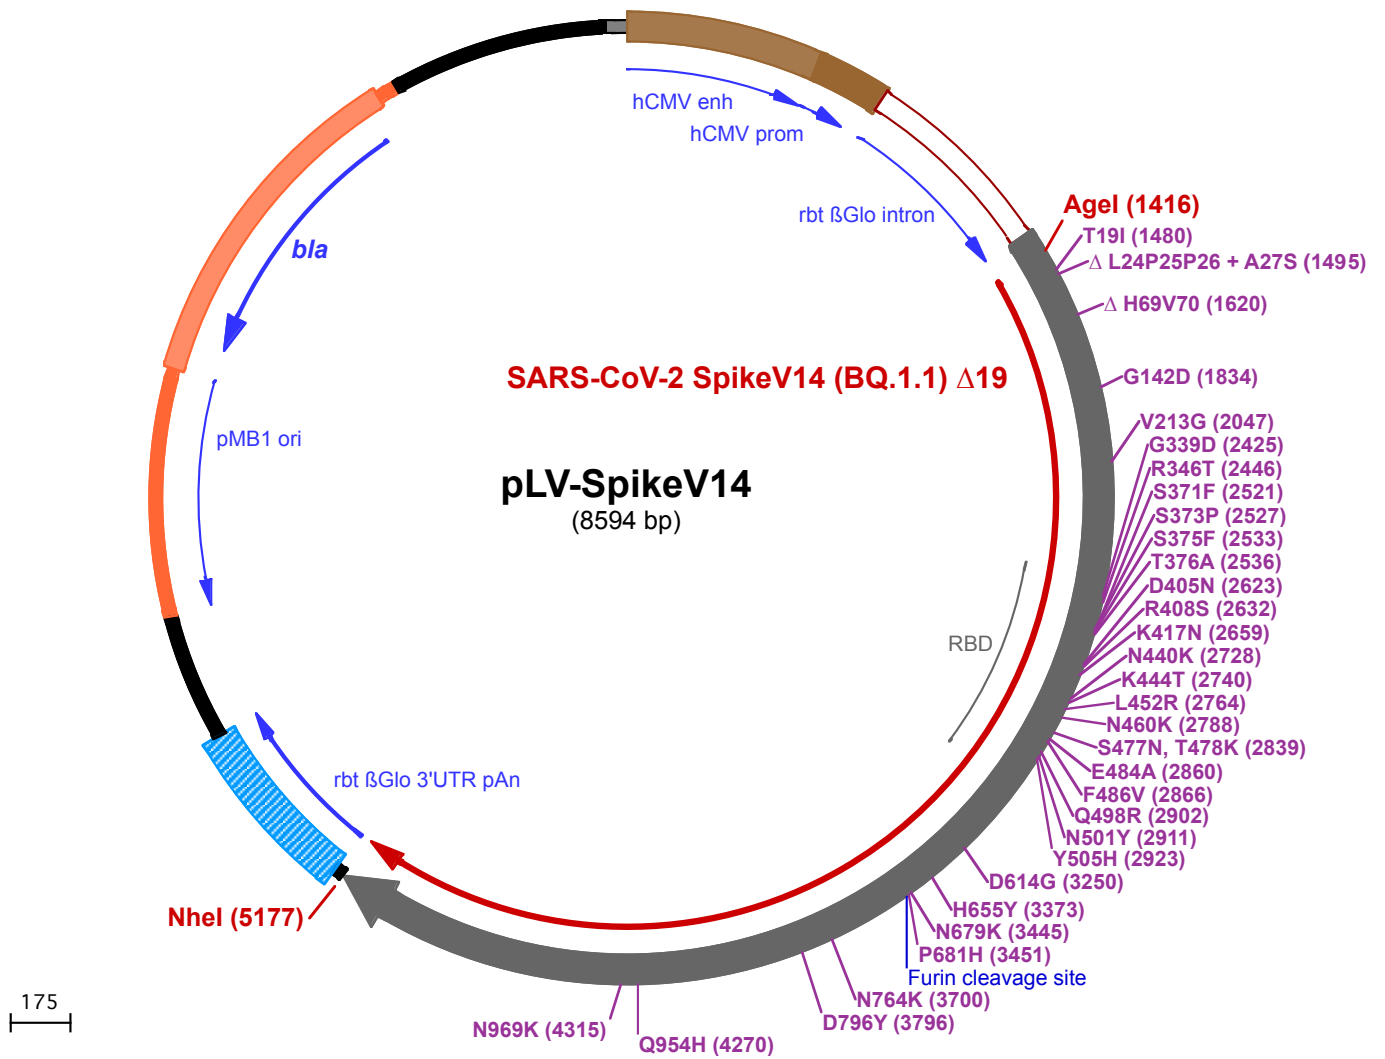 hCMV enh
hCMV prom
rbt ßGlo intron
AgeI (1416)
T19I (1480)
Δ L24P25P26 + A27S (1495)
Δ H69V70 (1620)
G142D (1834)
V213G (2047)
G339D (2425)
R346T (2446)
S371F (2521)
S373P (2527)
S375F (2533)
T376A (2536)
D405N (2623)
R408S (2632)
K417N (2659)
N440K (2728)
K444T (2740)
L452R (2764)
N460K (2788)
S477N, T478K (2839)
E484A (2860)
F486V (2866)
Q498R (2902)
N501Y (2911)
Y505H (2923)
D614G (3250)
H655Y (3373)
N679K (3445)
P681H (3451)
Furin cleavage site
N764K (3700)
D796Y (3796)
Q954H (4270)
N969K (4315)
NheI (5177)
rbt ßGlo 3'UTR pAn
pMB1 ori
bla
SARS-CoV-2 SpikeV14 (BQ.1.1) Δ19
pLV-SpikeV14
(8594 bp)
RBD
175